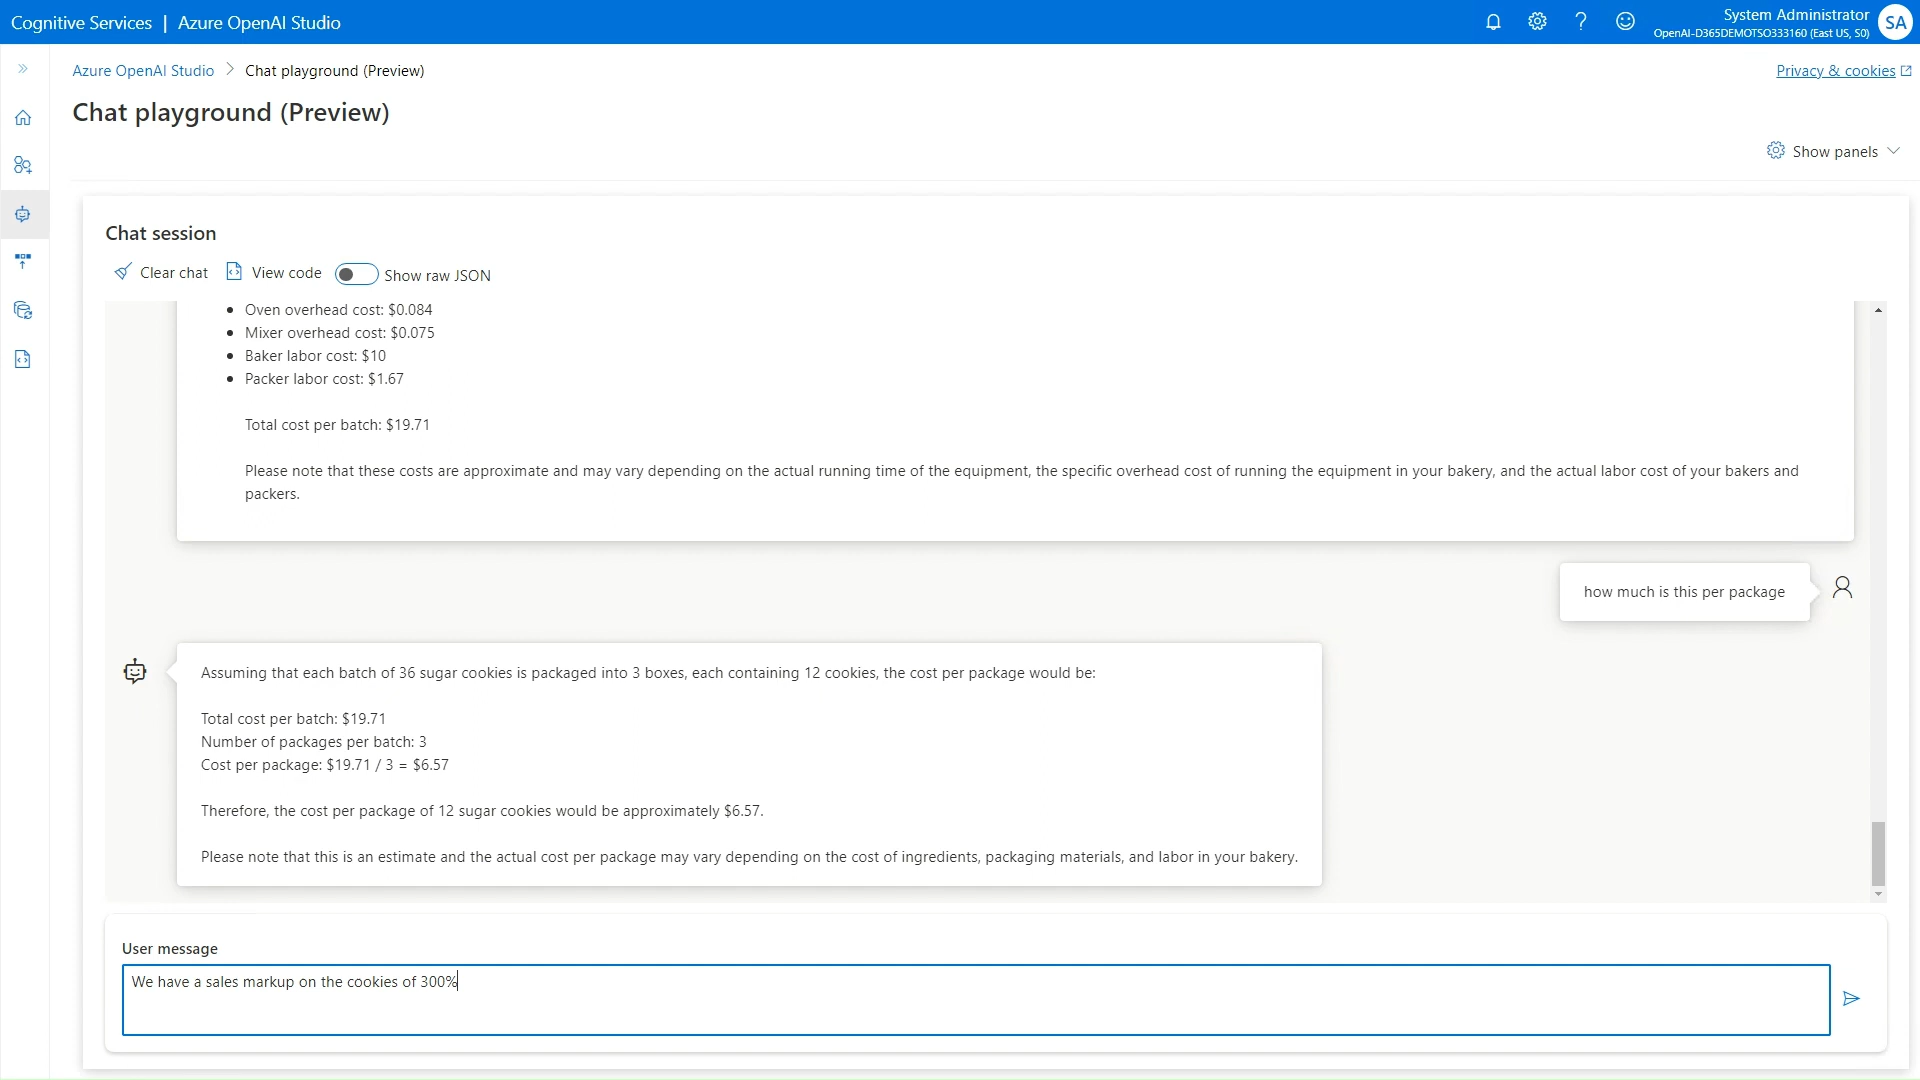 Cognitive Services | Azure OpenAI Studio
System Administrator
OpenAI-D365DEMOTSO333160 (East US, S0)
SA
Azure OpenAI Studio > Chat playground (Preview)
Privacy & cookies
Chat playground (Preview)
Show panels
Chat session
Clear chat View code Show raw JSON
• Oven overhead cost: $0.084
• Mixer overhead cost: $0.075
• Baker labor cost: $10
• Packer labor cost: $1.67
Total cost per batch: $19.71
Please note that these costs are approximate and may vary depending on the actual running time of the equipment, the specific overhead cost of running the equipment in your bakery, and the actual labor cost of your bakers and
packers.
how much is this per package
Assuming that each batch of 36 sugar cookies is packaged into 3 boxes, each containing 12 cookies, the cost per package would be:
Total cost per batch: $19.71
Number of packages per batch: 3
Cost per package: $19.71 / 3 = $6.57
Therefore, the cost per package of 12 sugar cookies would be approximately $6.57.
Please note that this is an estimate and the actual cost per package may vary depending on the cost of ingredients, packaging materials, and labor in your bakery.
User message
We have a sales markup on the cookies of 300%